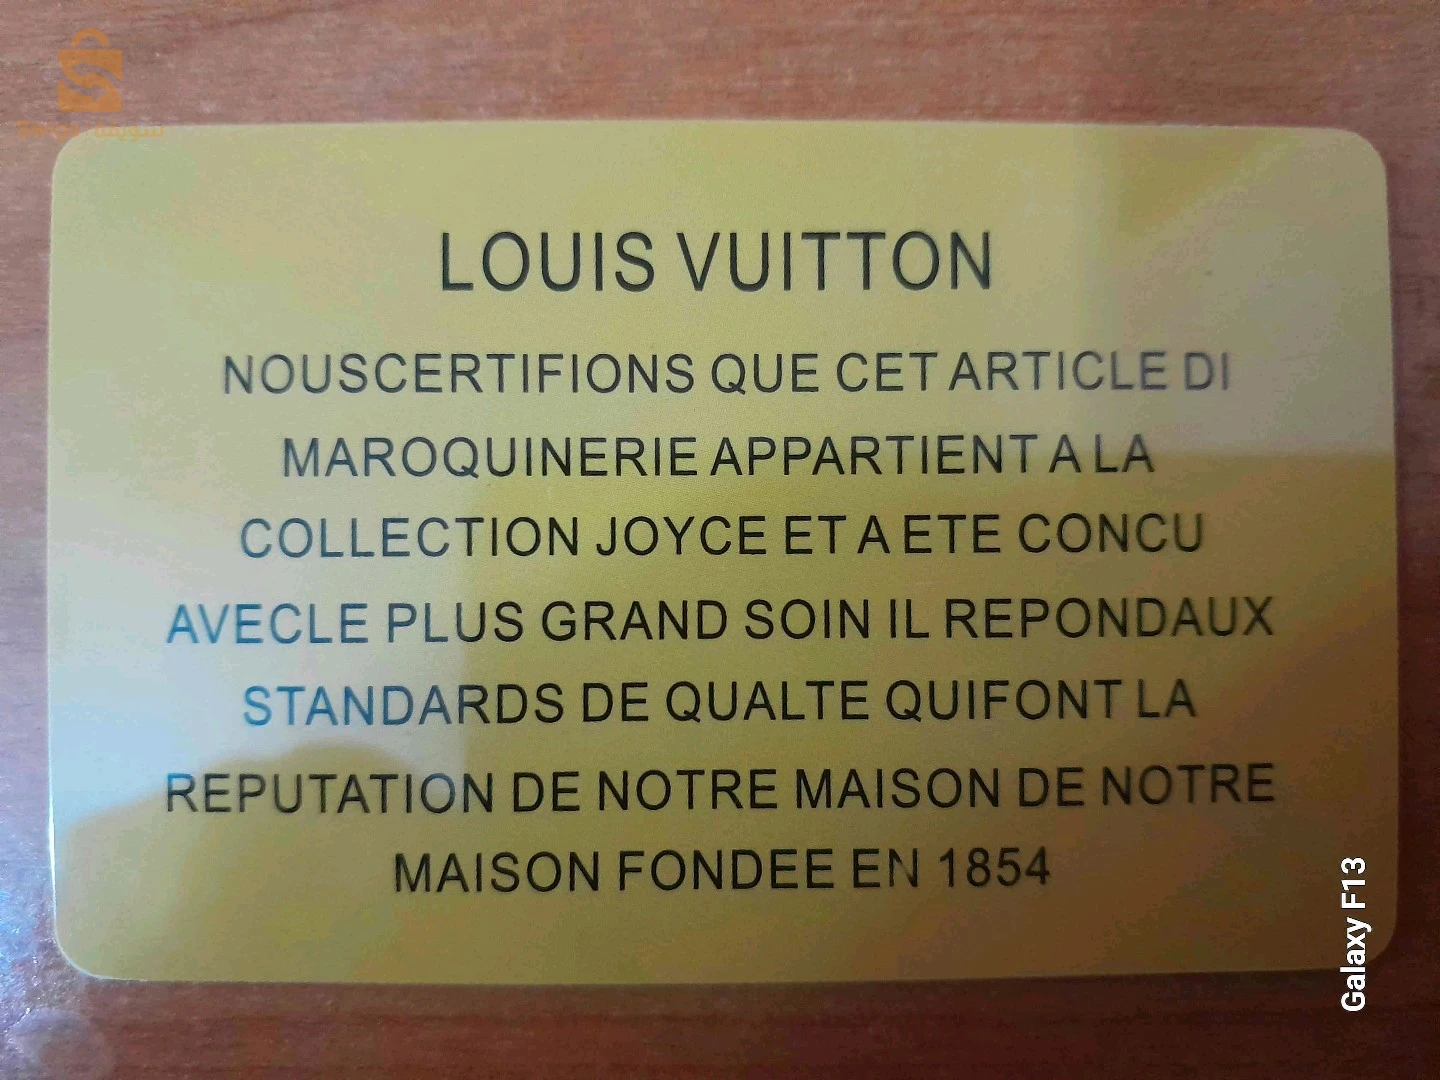 سويقة
LOUIS VUITTON
NOUSCERTIFIONS QUE CET ARTICLE DI
MAROQUINERIE APPARTIENT A LA
COLLECTION JOYCE ET A ETE CONCU
AVECLE PLUS GRAND SOIN IL REPONDAUX
STANDARDS DE QUALTE QUIFONT LA
REPUTATION DE NOTRE MAISON DE NOTRE
MAISON FONDEE EN 1854
Galaxy F13